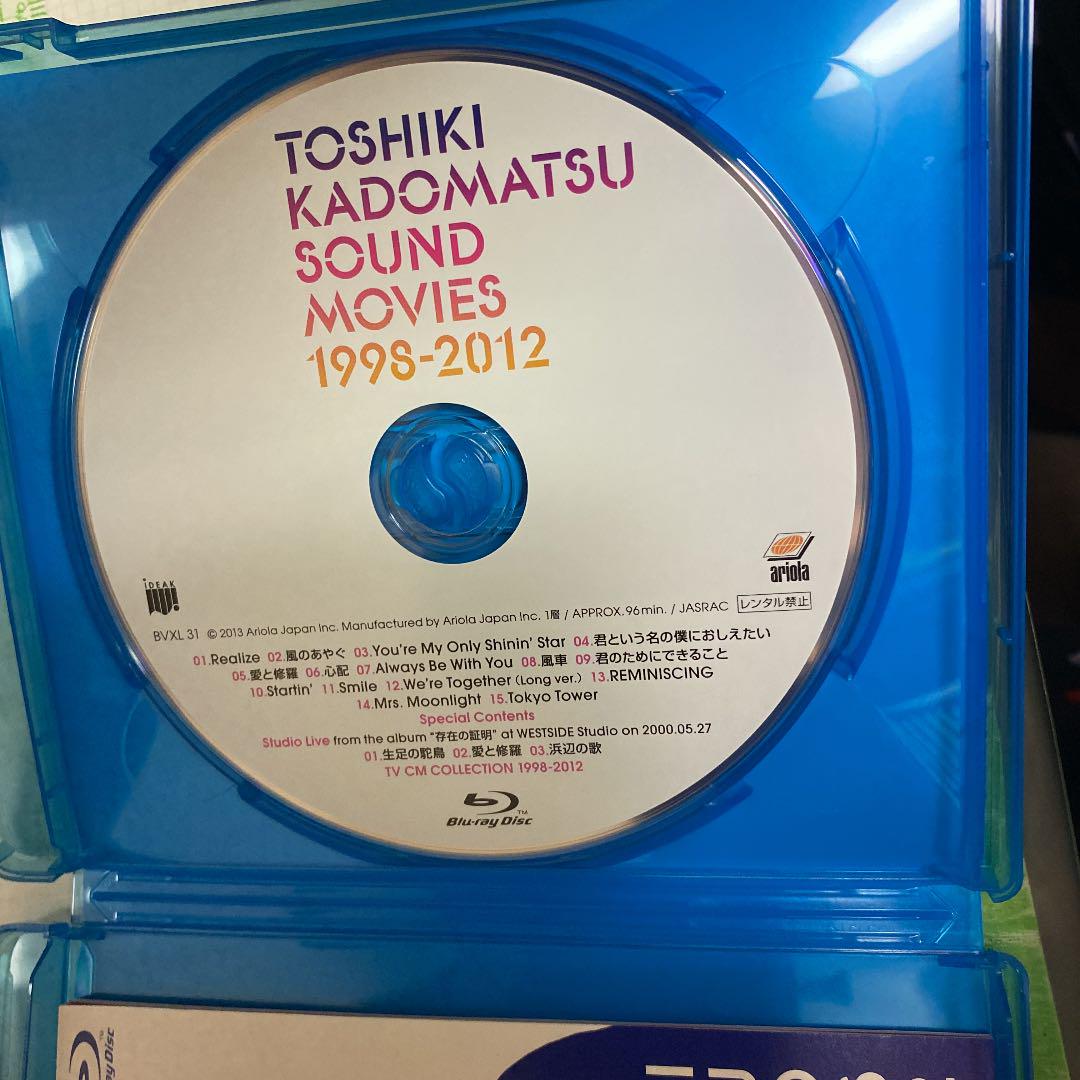 TOSHIKI
KADOMATSU
SOUND
MOVIES
1998-2012
iDEAK
ariola
BVXL 31 © 2013 Ariola Japan Inc. Manufactured by Ariola Japan Inc. 1層 / APPROX. 96 min. / JASRAC レンタル禁止
01.Realize 02.風のあやぐ 03.You're My Only Shinin' Star 04.君という名の僕におしえたい
05.愛と修羅 06.心配 07.Always Be With You 08.風車 09.君のためにできること
10.Startin' 11.Smile 12.We're Together (Long ver.) 13.REMINISCING
14.Mrs. Moonlight 15.Tokyo Tower
Special Contents
Studio Live from the album "存在の証明" at WESTSIDE Studio on 2000.05.27
01.生足の駝鳥 02.愛と修羅 03.浜辺の歌
TV CM COLLECTION 1998-2012
Blu-ray Disc™